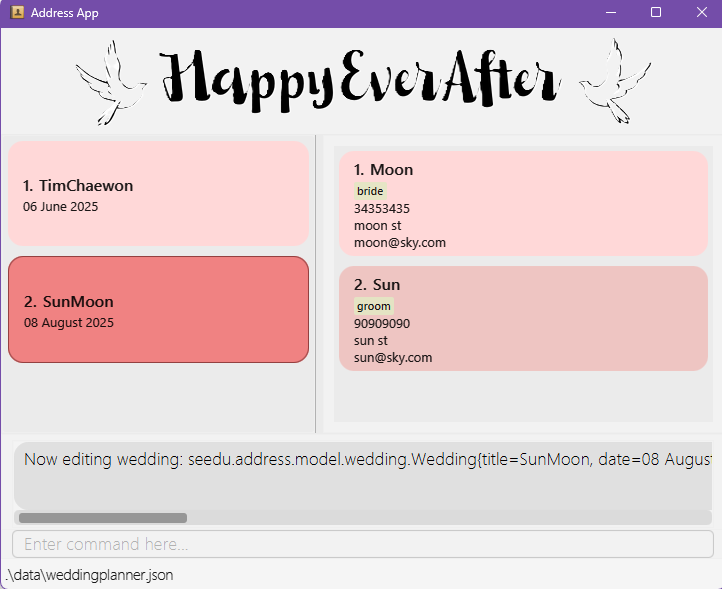 Address App
HappyEverAfter
1. TimChaewon
06 June 2025
2. SunMoon
08 August 2025
1. Moon
bride
34353435
moon st
moon@sky.com
2. Sun
groom
90909090
sun st
sun@sky.com
Now editing wedding: seedu.address.model.wedding.Wedding{title=SunMoon, date=08 Augus
Enter command here...
.\data\weddingplanner.json